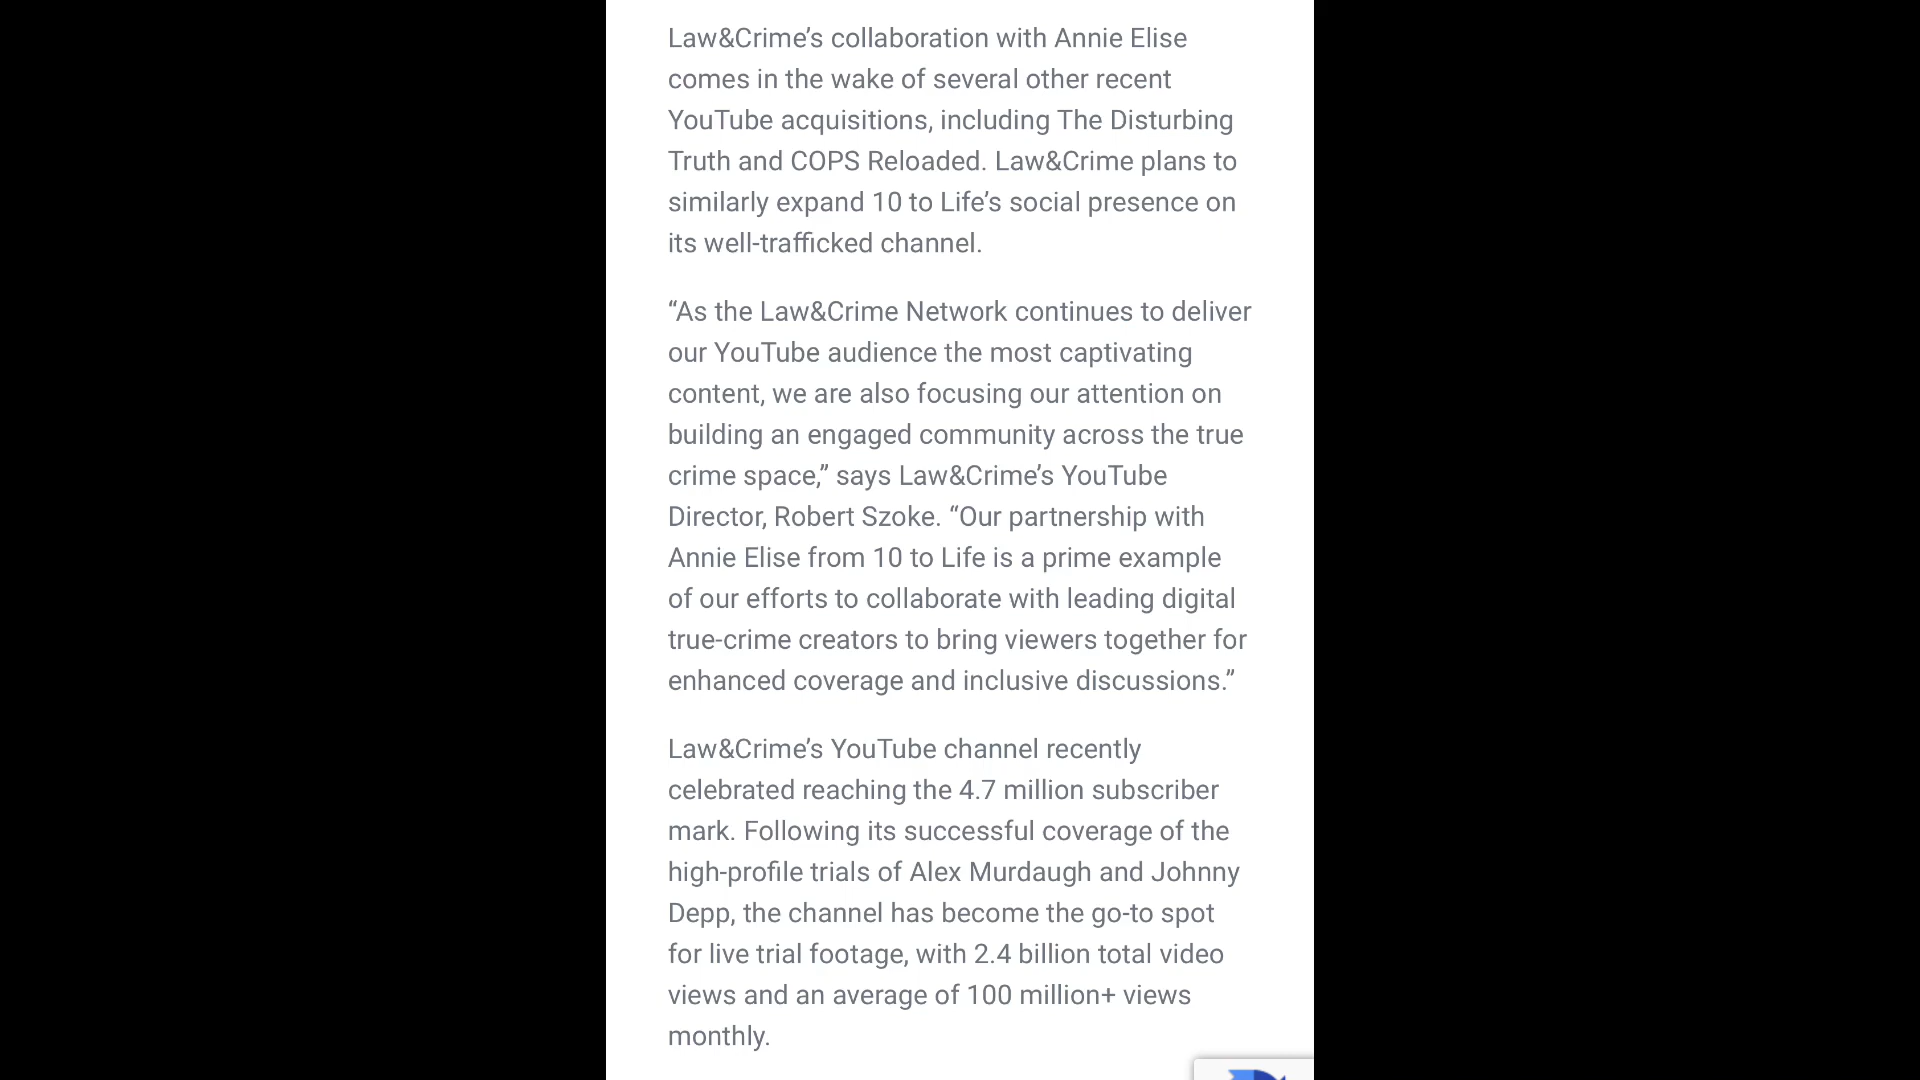 Law&Crime’s collaboration with Annie Elise
comes in the wake of several other recent
YouTube acquisitions, including The Disturbing
Truth and COPS Reloaded. Law&Crime plans to
similarly expand 10 to Life’s social presence on
its well-trafficked channel.
“As the Law&Crime Network continues to deliver
our YouTube audience the most captivating
content, we are also focusing our attention on
building an engaged community across the true
crime space,” says Law&Crime’s YouTube
Director, Robert Szoke. “Our partnership with
Annie Elise from 10 to Life is a prime example
of our efforts to collaborate with leading digital
true-crime creators to bring viewers together for
enhanced coverage and inclusive discussions.”
Law&Crime’s YouTube channel recently
celebrated reaching the 4.7 million subscriber
mark. Following its successful coverage of the
high-profile trials of Alex Murdaugh and Johnny
Depp, the channel has become the go-to spot
for live trial footage, with 2.4 billion total video
views and an average of 100 million+ views
monthly.